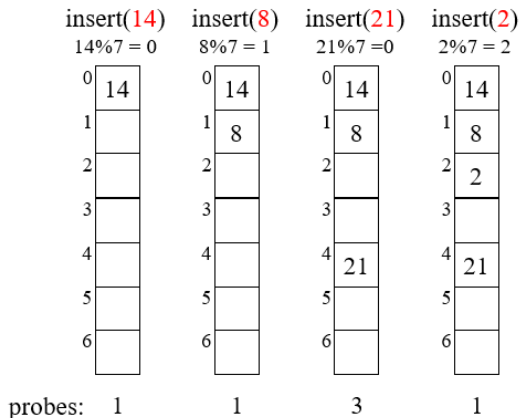 insert(14) insert(8) insert(21) insert(2)
14%7 = 0 8%7 = 1 21%7 =0 2%7 = 2
0 14 0 14 0 14 0 14
1 1 8 1 8 1 8
2 2 2 2 2
3 3 3 3
4 4 4 21 4 21
5 5 5 5
6 6 6 6
probes: 1 1 3 1